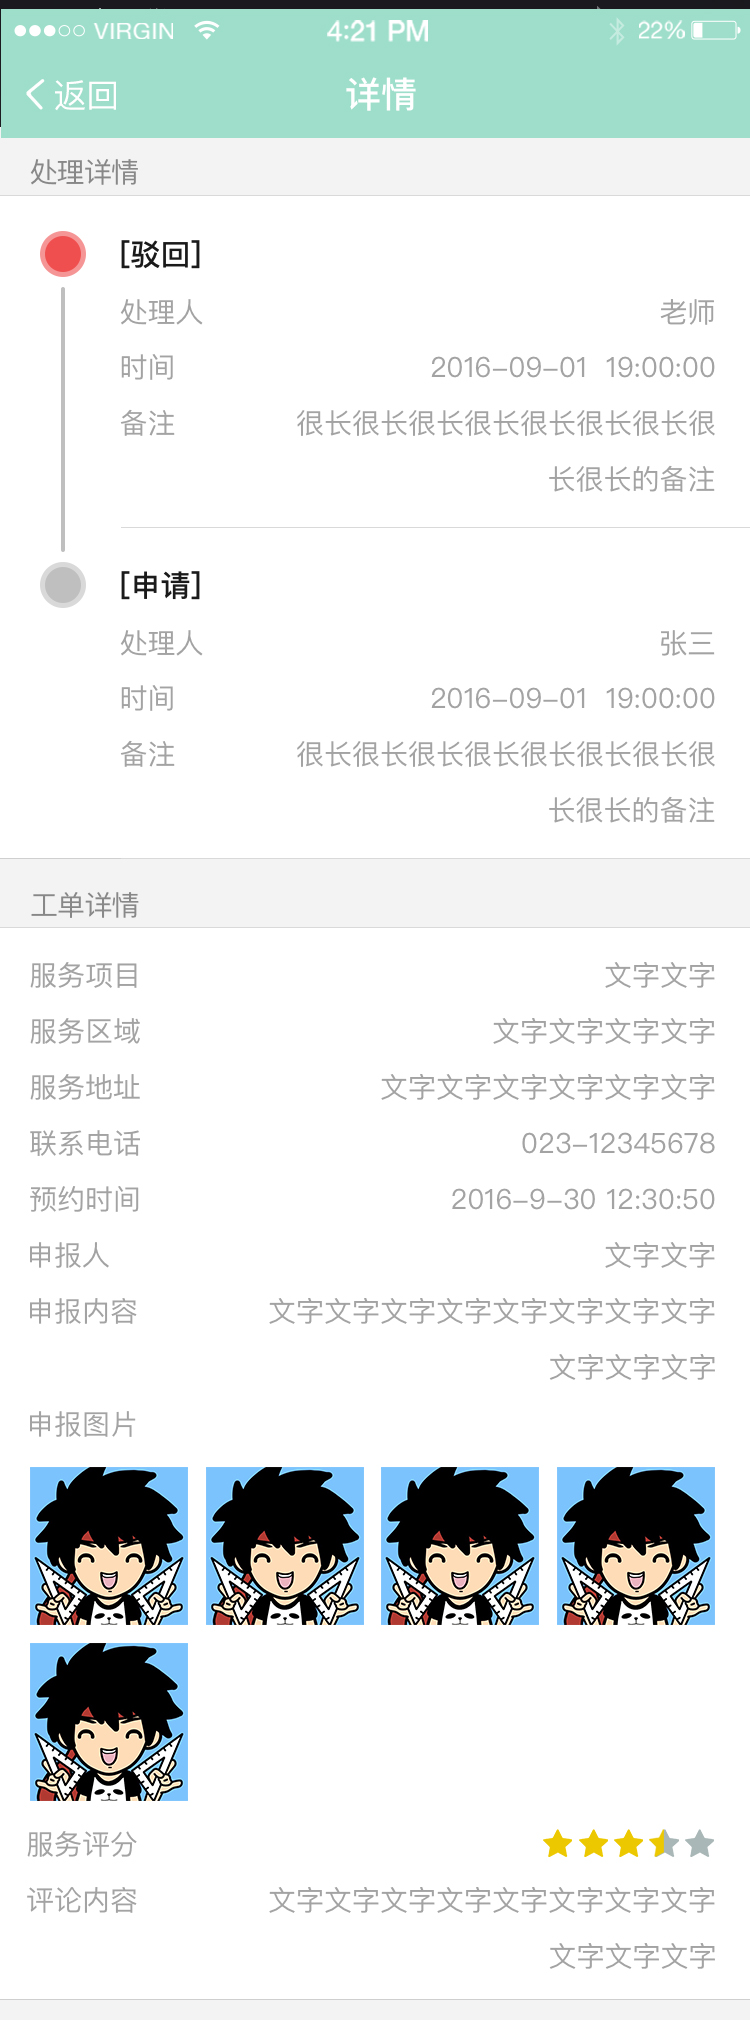 VIRGIN 4:21 PM 22%
返回 详情
处理详情
[驳回]
处理人 老师
时间 2016-09-01 19:00:00
备注 很长很长很长很长很长很长很长很
长很长的备注
[申请]
处理人 张三
时间 2016-09-01 19:00:00
备注 很长很长很长很长很长很长很长很
长很长的备注
工单详情
服务项目 文字文字
服务区域 文字文字文字文字
服务地址 文字文字文字文字文字文字
联系电话 023-12345678
预约时间 2016-9-30 12:30:50
申报人 文字文字
申报内容 文字文字文字文字文字文字文字文字
文字文字文字
申报图片
服务评分
评论内容 文字文字文字文字文字文字文字文字
文字文字文字